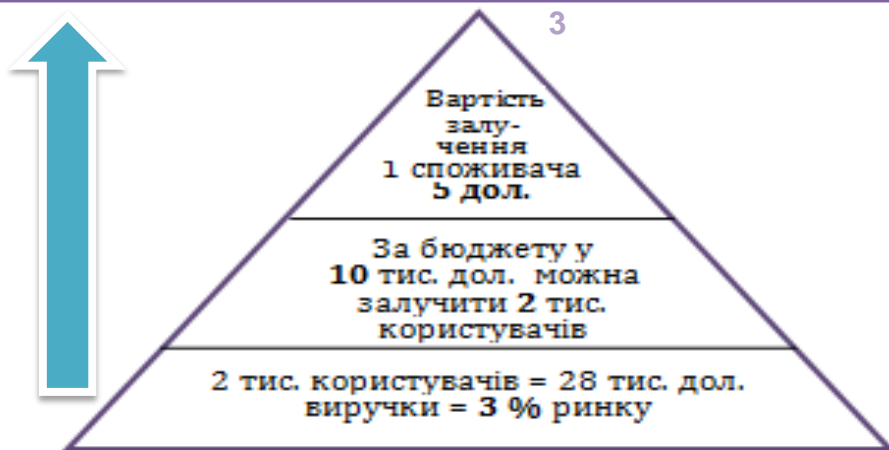 3
Вартість
залу-
чення
1 споживача
5 дол.
За бюджету у
10 тис. дол. можна
залучити 2 тис.
користувачів
2 тис. користувачів = 28 тис. дол.
виручки = 3 % ринку